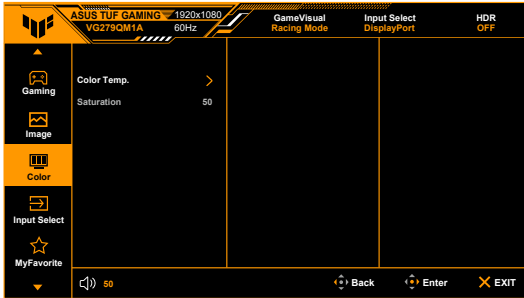 ASUS TUF GAMING 1920x1080
VG279QM1A 60Hz
GameVisual
Racing Mode
Input Select
DisplayPort
HDR
OFF
Gaming
Image
Color
Input Select
MyFavorite
Color Temp.
Saturation 50
50
Back
Enter
EXIT